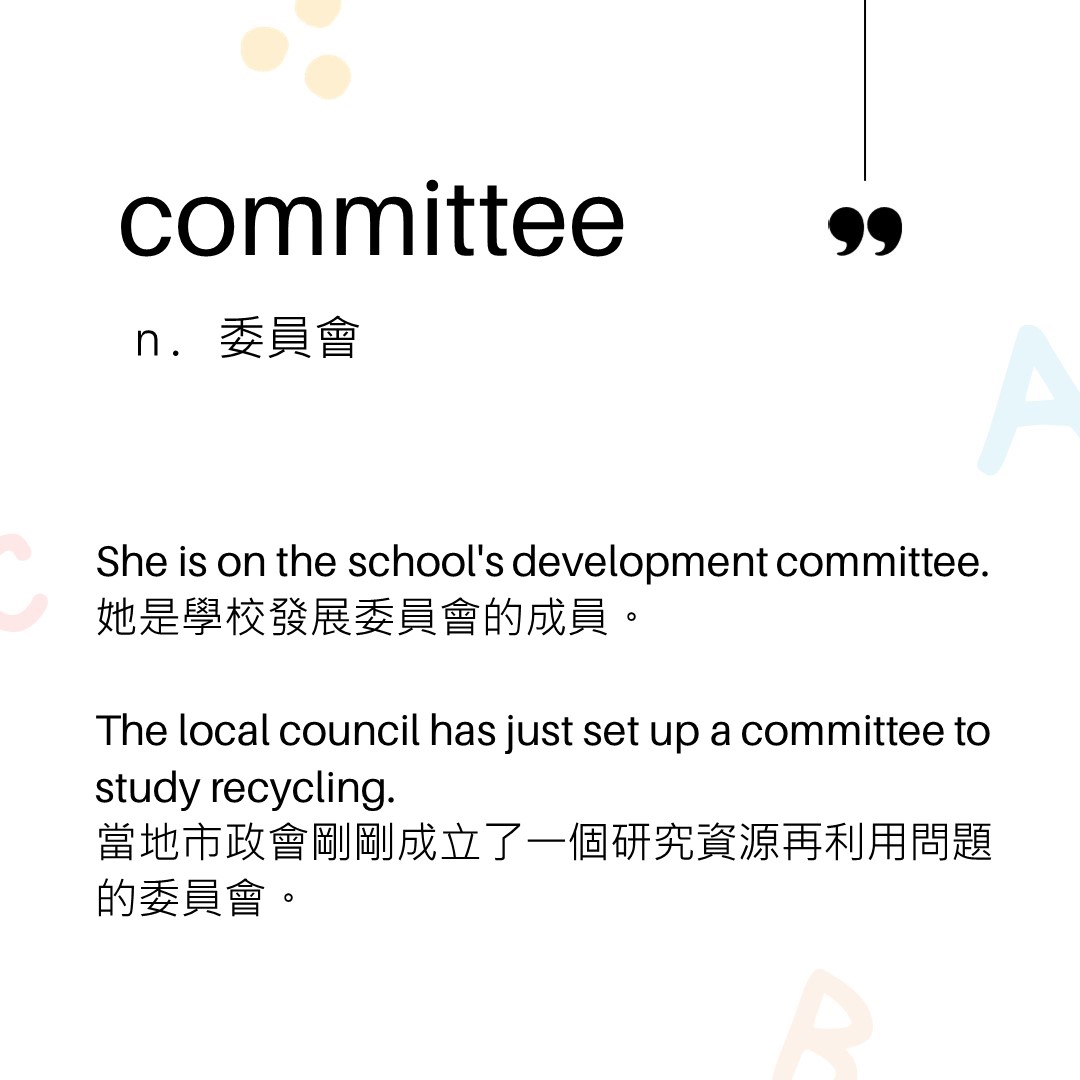 committee
”
n. 委員會
A
C
She is on the school's development committee.
她是學校發展委員會的成員。
The local council has just set up a committee to
study recycling.
當地市政會剛剛成立了一個研究資源再利用問題
的委員會。
B